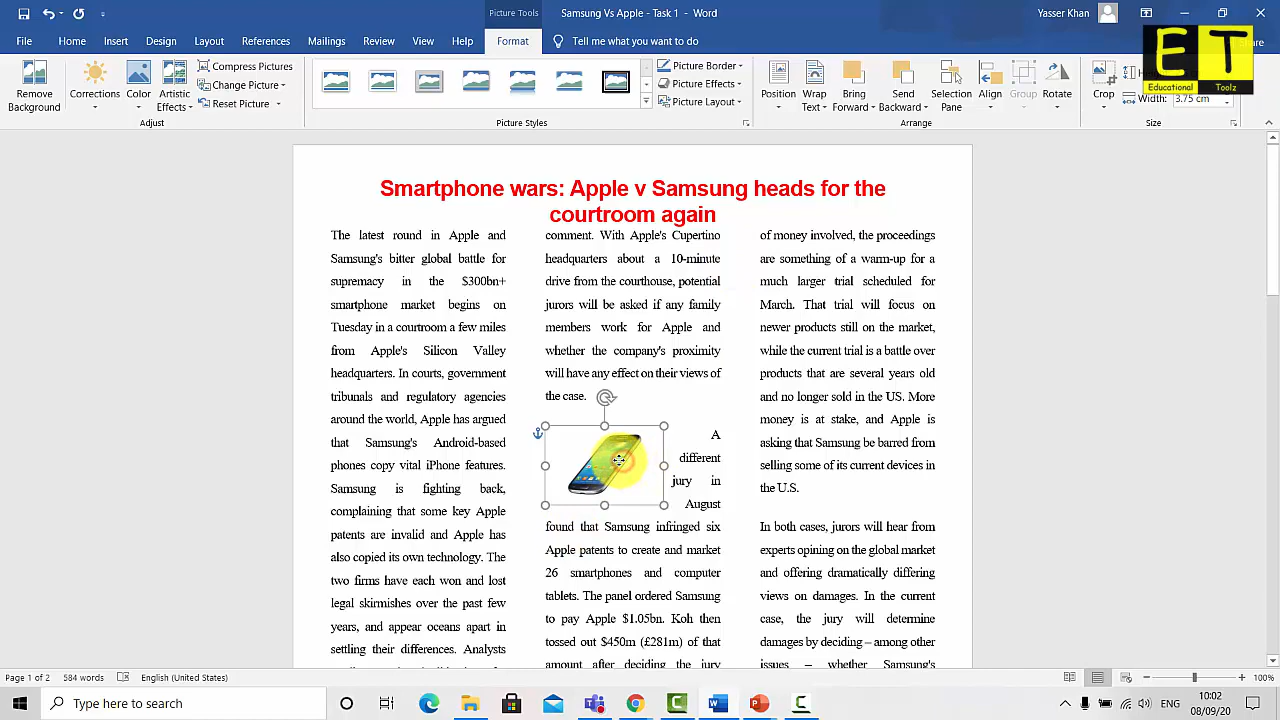 Picture Tools
Samsung Vs Apple - Task 1 - Word
Yasser Khan
File
Home
Insert
Design
Layout
References
Mailings
Review
View
Help
Format
Tell me what you want to do
Share
Remove
Background
Corrections
Color
Artistic
Effects
Compress Pictures
Change Picture
Reset Picture
Adjust
Picture Border
Picture Effects
Picture Layout
Picture Styles
Position
Wrap
Text
Bring
Forward
Send
Backward
Selection
Pane
Align
Group
Rotate
Arrange
Crop
Width:
3.75 cm
Size
ET
Educational
Toolz
Smartphone wars: Apple v Samsung heads for the
courtroom again
The latest round in Apple and
Samsung's bitter global battle for
supremacy in the $300bn+
smartphone market begins on
Tuesday in a courtroom a few miles
from Apple's Silicon Valley
headquarters. In courts, government
tribunals and regulatory agencies
around the world, Apple has argued
that Samsung's Android-based
phones copy vital iPhone features.
Samsung is fighting back,
complaining that some key Apple
patents are invalid and Apple has
also copied its own technology. The
two firms have each won and lost
legal skirmishes over the past few
years, and appear oceans apart in
settling their differences. Analysts
comment. With Apple's Cupertino
headquarters about a 10-minute
drive from the courthouse, potential
jurors will be asked if any family
members work for Apple and
whether the company's proximity
will have any effect on their views of
the case.
A
different
jury in
August
found that Samsung infringed six
Apple patents to create and market
26 smartphones and computer
tablets. The panel ordered Samsung
to pay Apple $1.05bn. Koh then
tossed out $450m (£281m) of that
amount after deciding the jury
of money involved, the proceedings
are something of a warm-up for a
much larger trial scheduled for
March. That trial will focus on
newer products still on the market,
while the current trial is a battle over
products that are several years old
and no longer sold in the US. More
money is at stake, and Apple is
asking that Samsung be barred from
selling some of its current devices in
the U.S.
In both cases, jurors will hear from
experts opining on the global market
and offering dramatically differing
views on damages. In the current
case, the jury will determine
damages by deciding – among other
issues – whether Samsung's
Page 1 of 2
584 words
English (United States)
100%
Type here to search
ENG
10:02
08/09/20